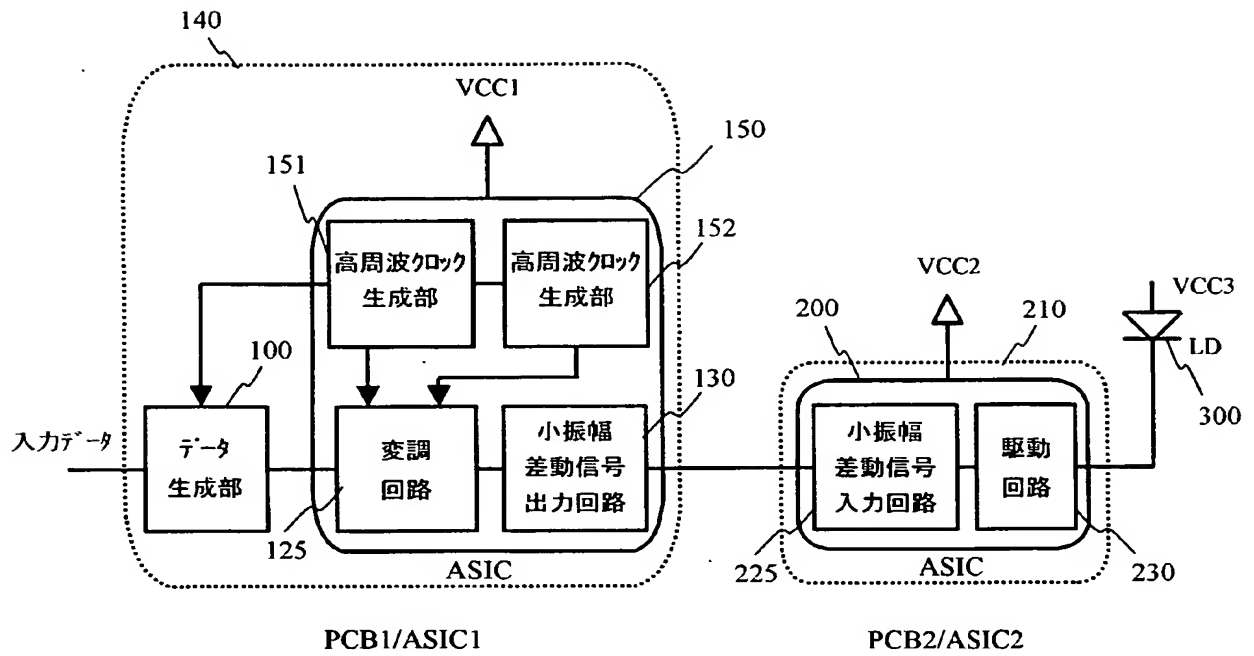 140
VCC1
150
151
152
高周波クロック
生成部
高周波クロック
生成部
VCC2
VCC3
200
210
LD
300
100
130
入力データ
データ
生成部
変調
回路
小振幅
差動信号
出力回路
小振幅
差動信号
入力回路
駆動
回路
125
ASIC
225
ASIC
230
PCB1/ASIC1
PCB2/ASIC2